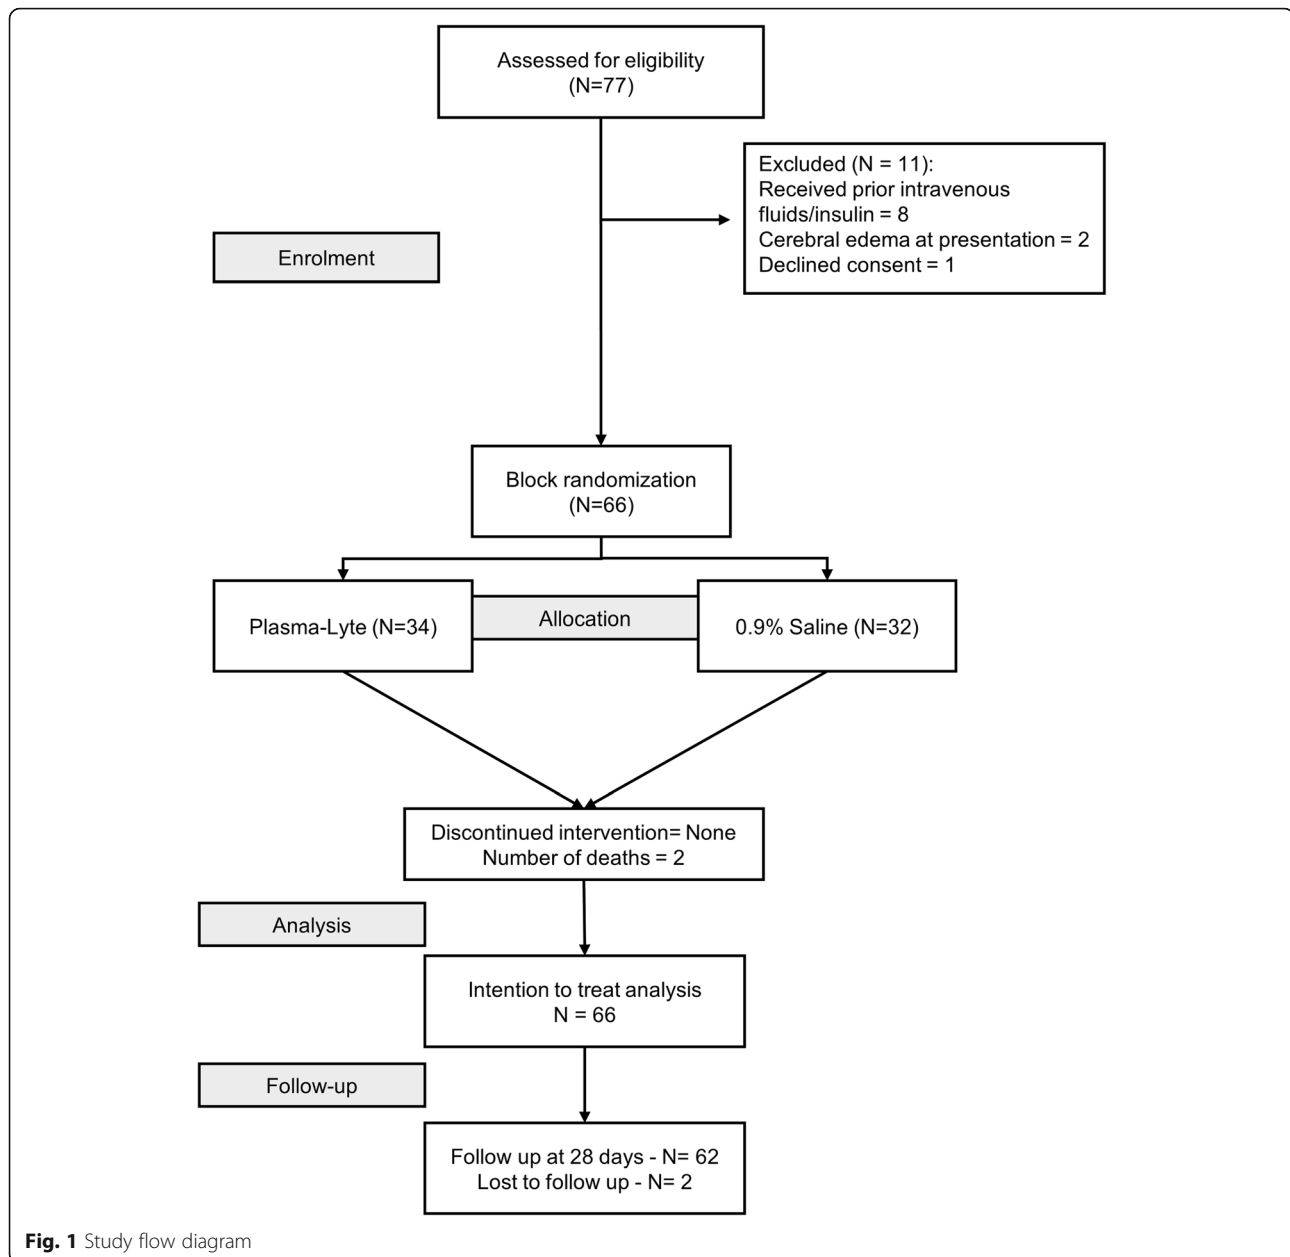 Assessed for eligibility
(N=77)
Excluded (N = 11):
Received prior intravenous
fluids/insulin = 8
Cerebral edema at presentation = 2
Declined consent = 1
Enrolment
Block randomization
(N=66)
Plasma-Lyte (N=34)
Allocation
0.9% Saline (N=32)
Discontinued intervention= None
Number of deaths = 2
Analysis
Intention to treat analysis
N = 66
Follow-up
Follow up at 28 days - N= 62
Lost to follow up - N= 2
Fig. 1 Study flow diagram